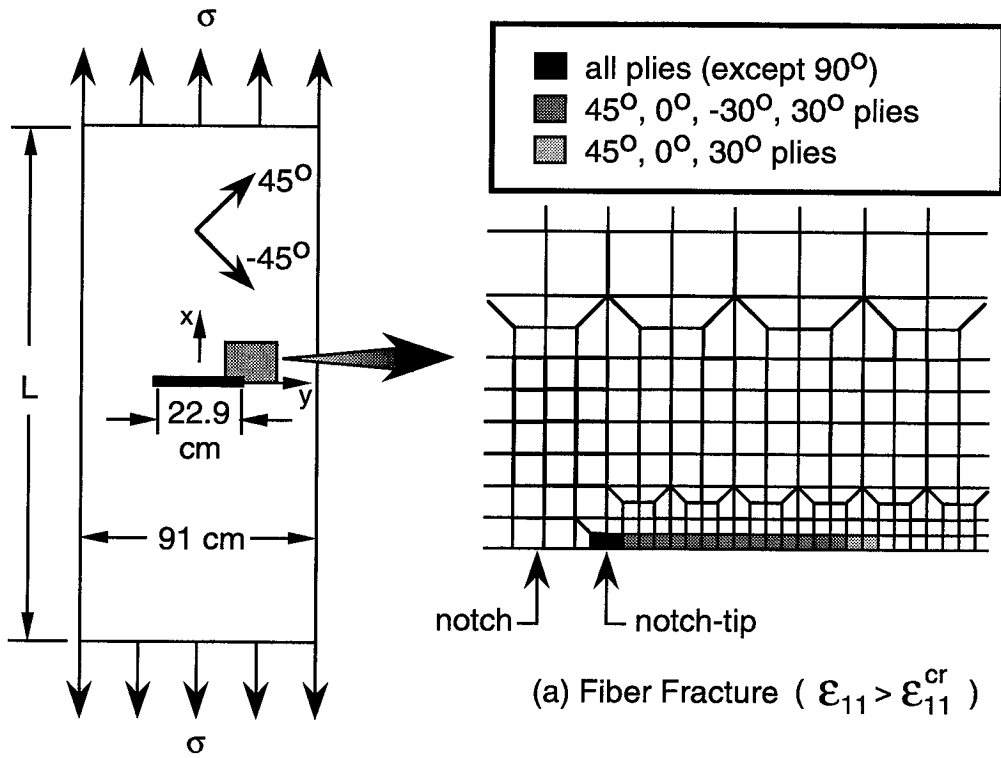 σ
all plies (except 90°)
45°, 0°, -30°, 30° plies
45°, 0°, 30° plies
45°
-45°
x
y
L
22.9
cm
91 cm
notch
notch-tip
(a) Fiber Fracture ( ε₁₁ > ε₁₁ᶜʳ )
σ